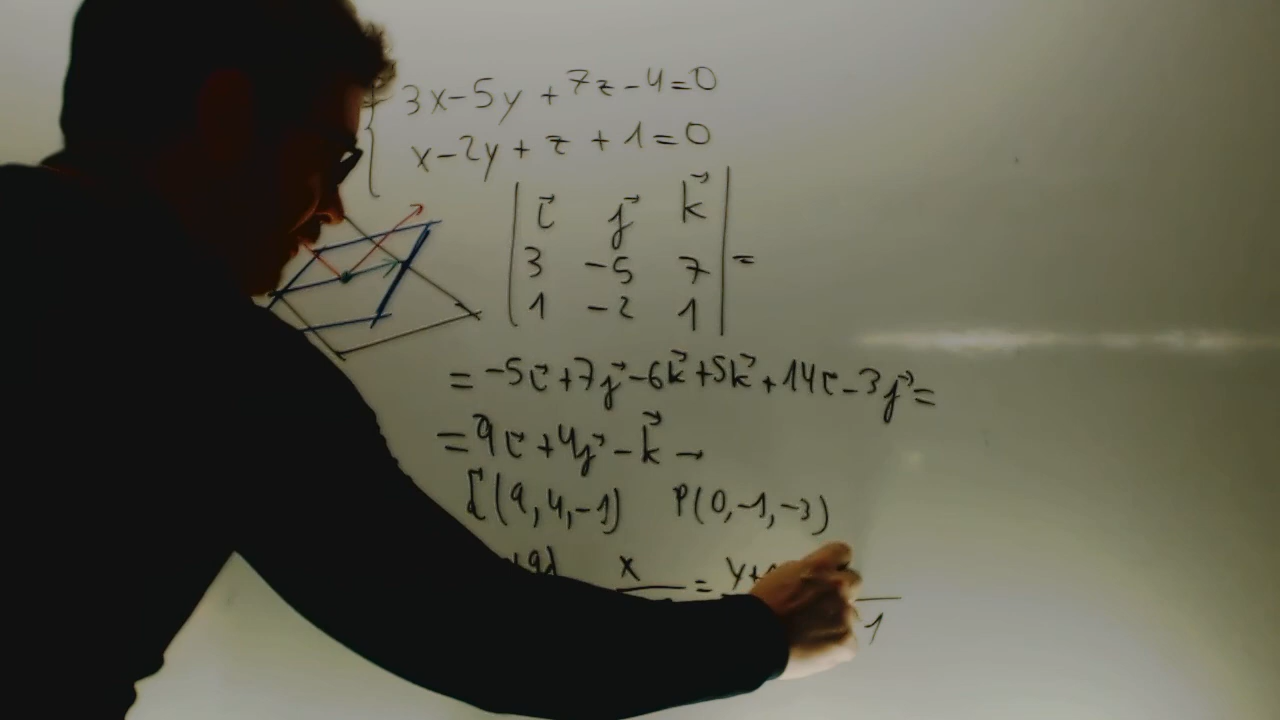 3x-5y+7z-4=0
x-2y+z+1=0
i⃗ j⃗ k⃗
3 -5 7 =
1 -2 1
= -5i⃗+7j⃗-6k⃗+5k⃗+14i⃗-3j⃗=
=9i⃗+4j⃗-k⃗→
(9,4,-1) P(0,-1,-3)
+9λ x = y+
1